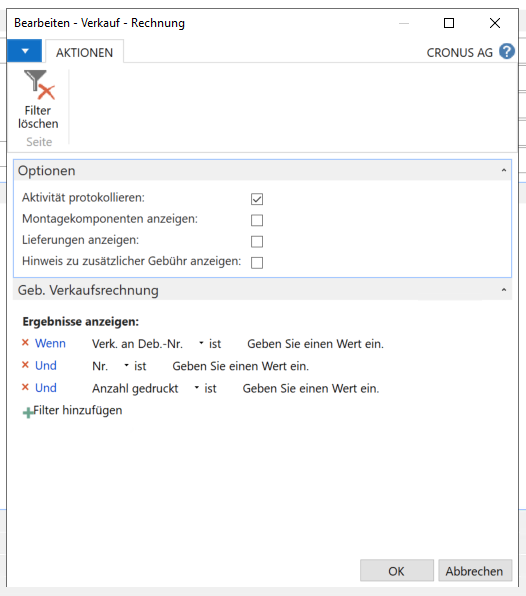 Bearbeiten - Verkauf - Rechnung
AKTIONEN
CRONUS AG
Filter
löschen
Seite
Optionen
Aktivität protokollieren:
Montagekomponenten anzeigen:
Lieferungen anzeigen:
Hinweis zu zusätzlicher Gebühr anzeigen:
Geb. Verkaufsrechnung
Ergebnisse anzeigen:
Wenn Verk. an Deb.-Nr. ist Geben Sie einen Wert ein.
Und Nr. ist Geben Sie einen Wert ein.
Und Anzahl gedruckt ist Geben Sie einen Wert ein.
Filter hinzufügen
OK Abbrechen